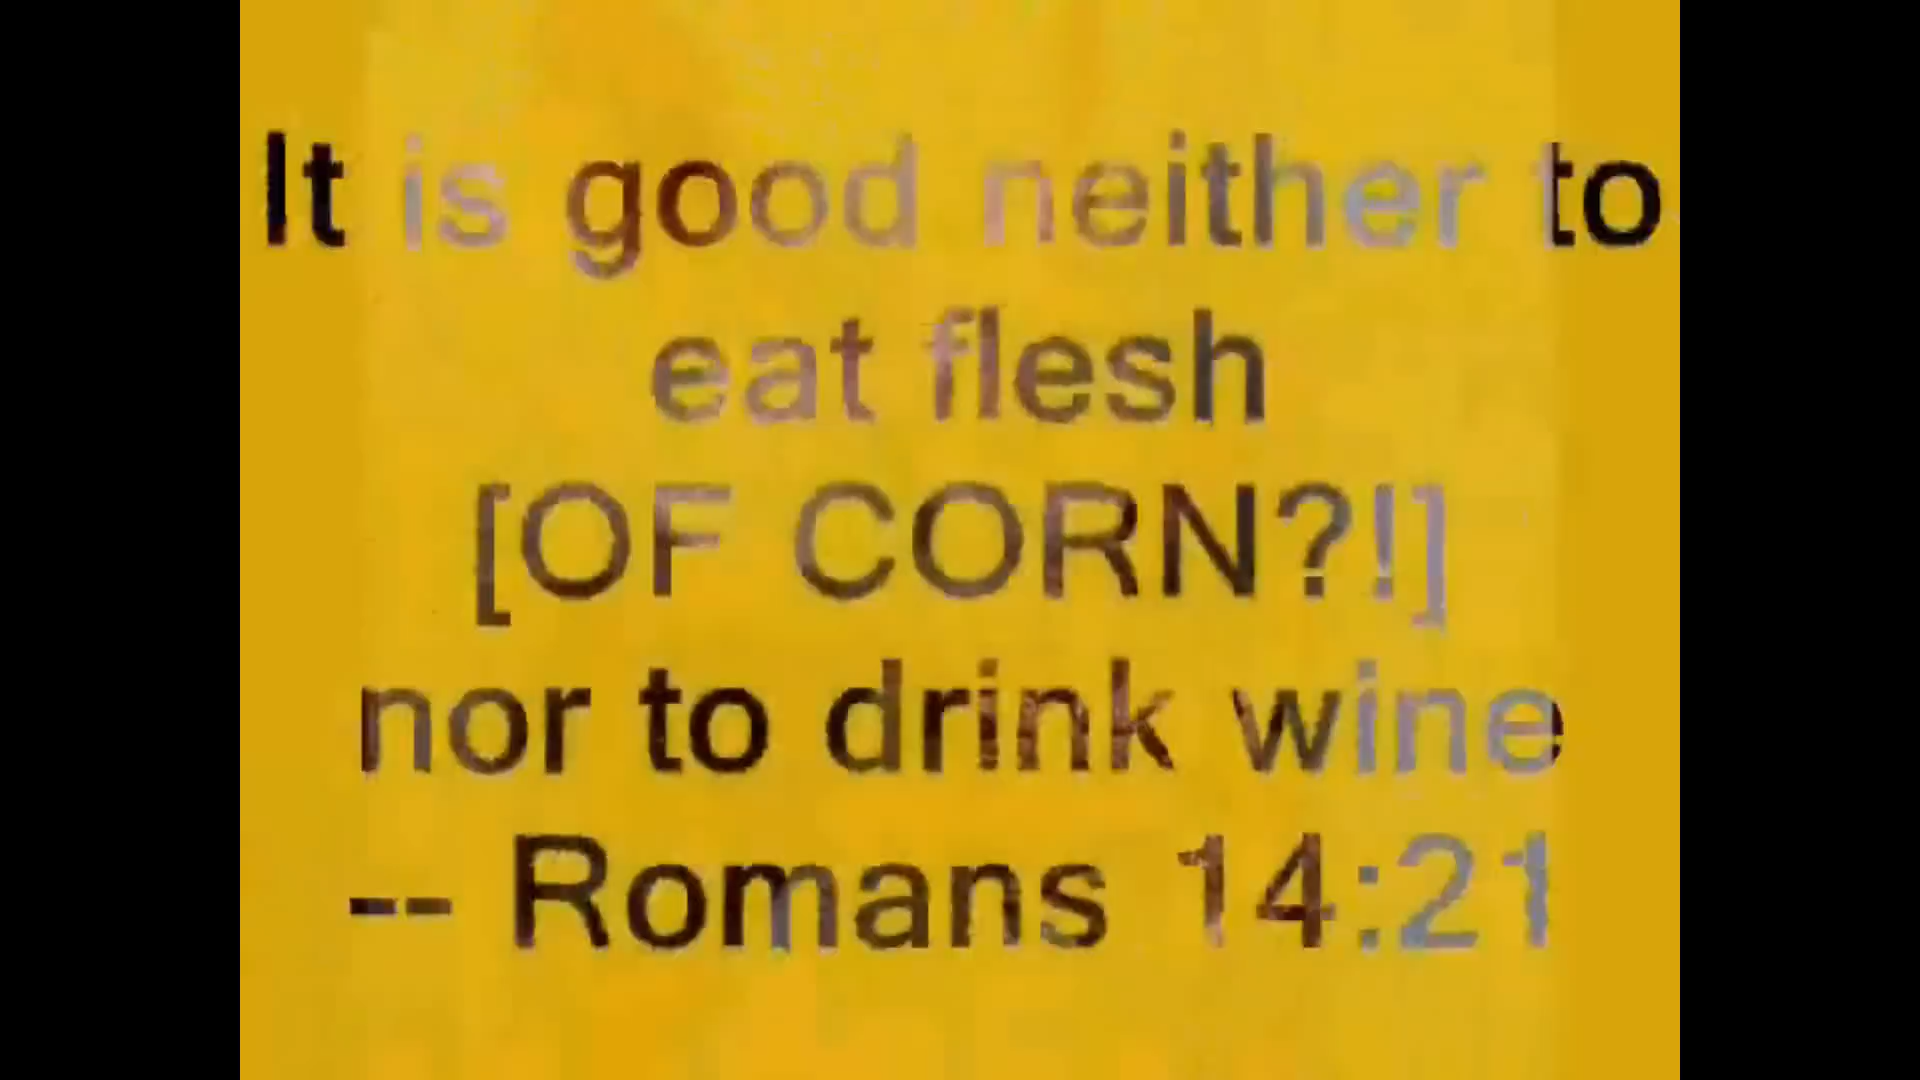 It is good neither to
eat flesh
[OF CORN?!]
nor to drink wine
-- Romans 14:21